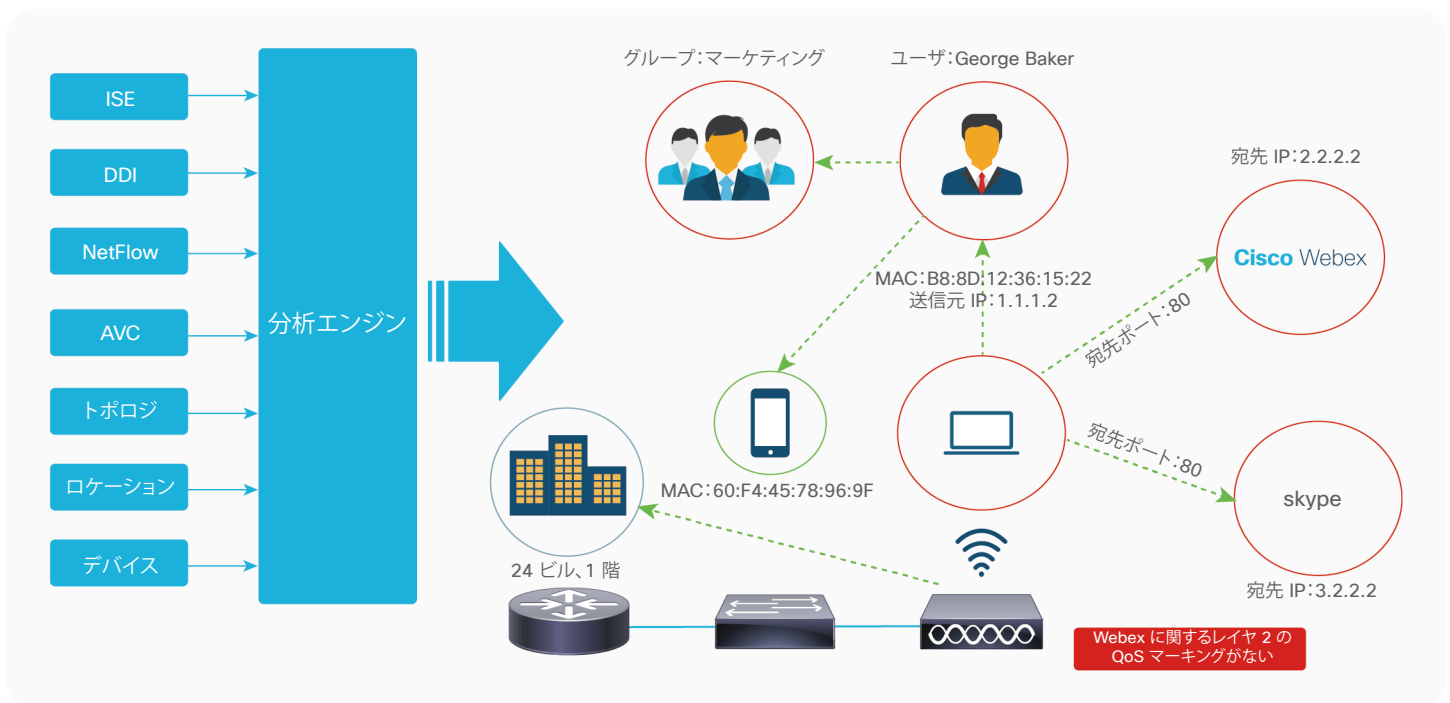 ISE
DDI
NetFlow
AVC
トポロジ
ロケーション
デバイス
分析エンジン
グループ:マーケティング
ユーザ:George Baker
宛先 IP:2.2.2.2
Cisco Webex
MAC:B8:8D:12:36:15:22
送信元 IP:1.1.1.2
宛先ポート:80
宛先ポート:80
MAC:60:F4:45:78:96:9F
skype
宛先 IP:3.2.2.2
24 ビル、1 階
Webex に関するレイヤ 2 の
QoS マーキングがない